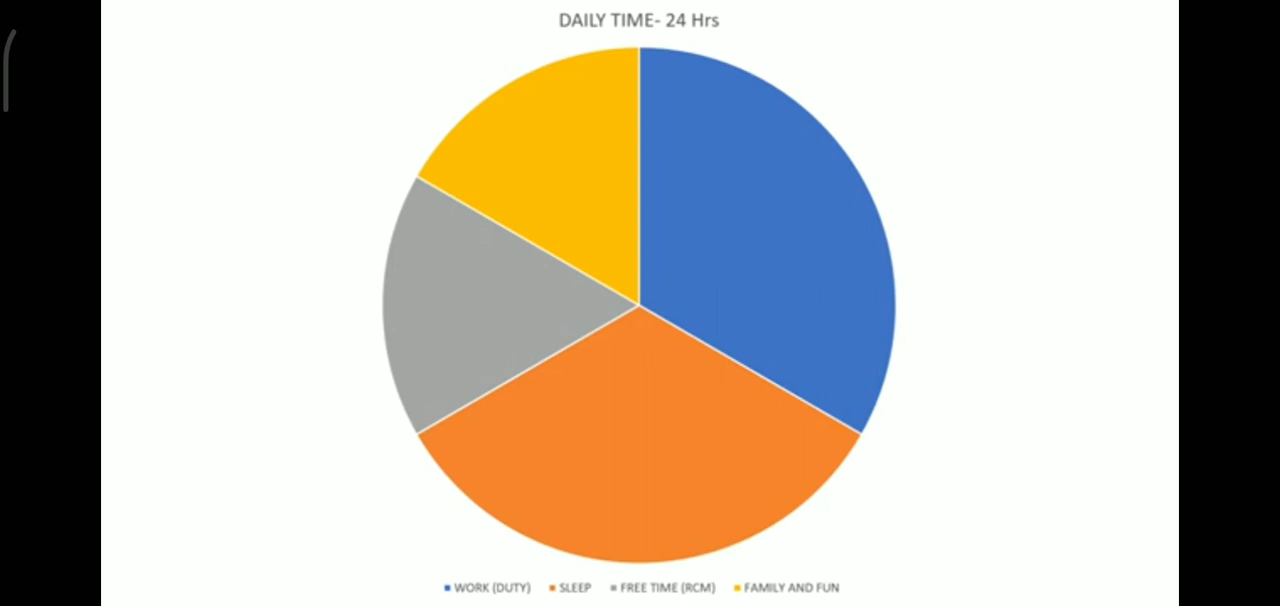 DAILY TIME- 24 Hrs
WORK (DUTY) SLEEP FREE TIME (RCM) FAMILY AND FUN